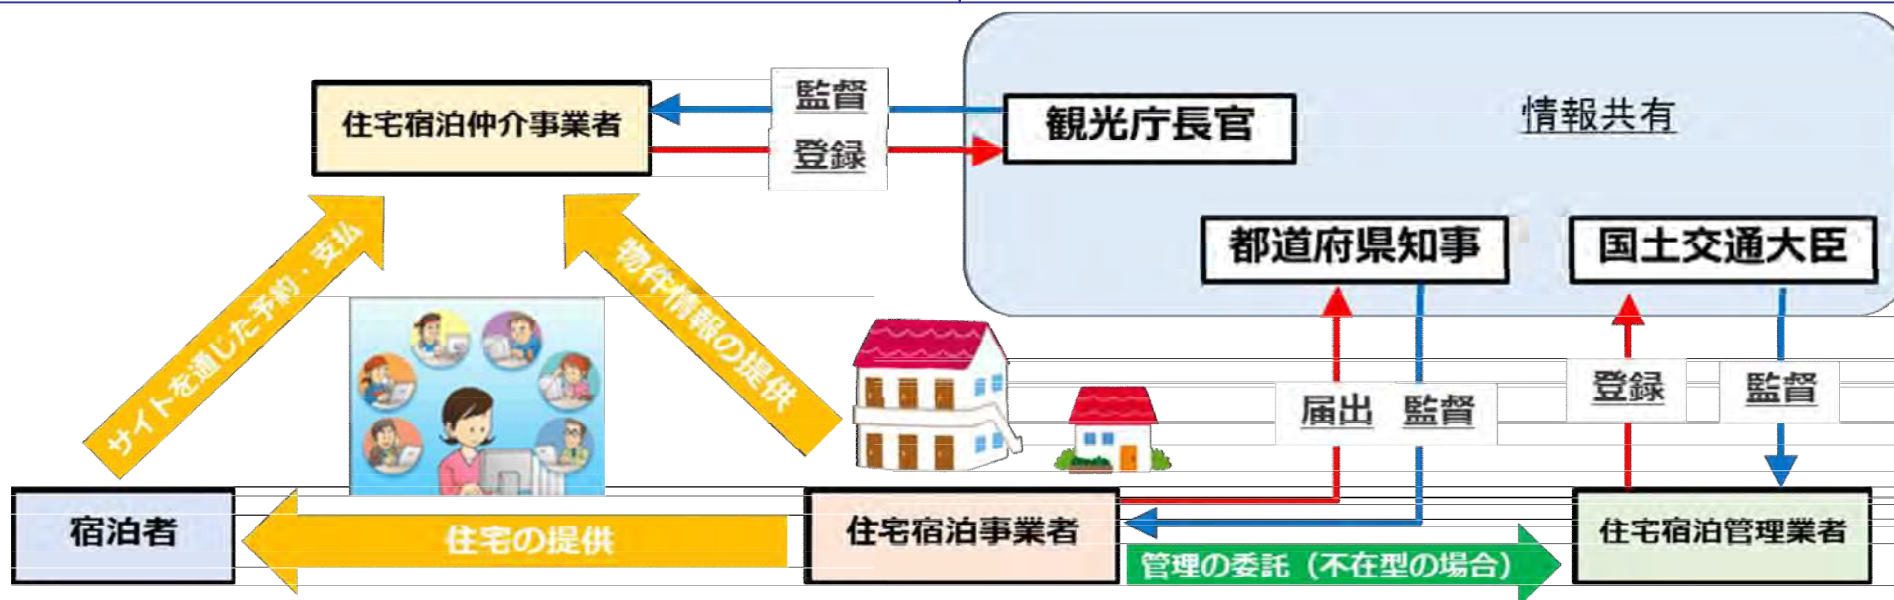 監督
住宅宿泊仲介事業者
観光庁長官
情報共有
登録
サイトを通じた予約・支払
物件情報の提供
都道府県知事
国土交通大臣
届出
監督
登録
監督
宿泊者
住宅の提供
住宅宿泊事業者
住宅宿泊管理業者
管理の委託（不在型の場合）